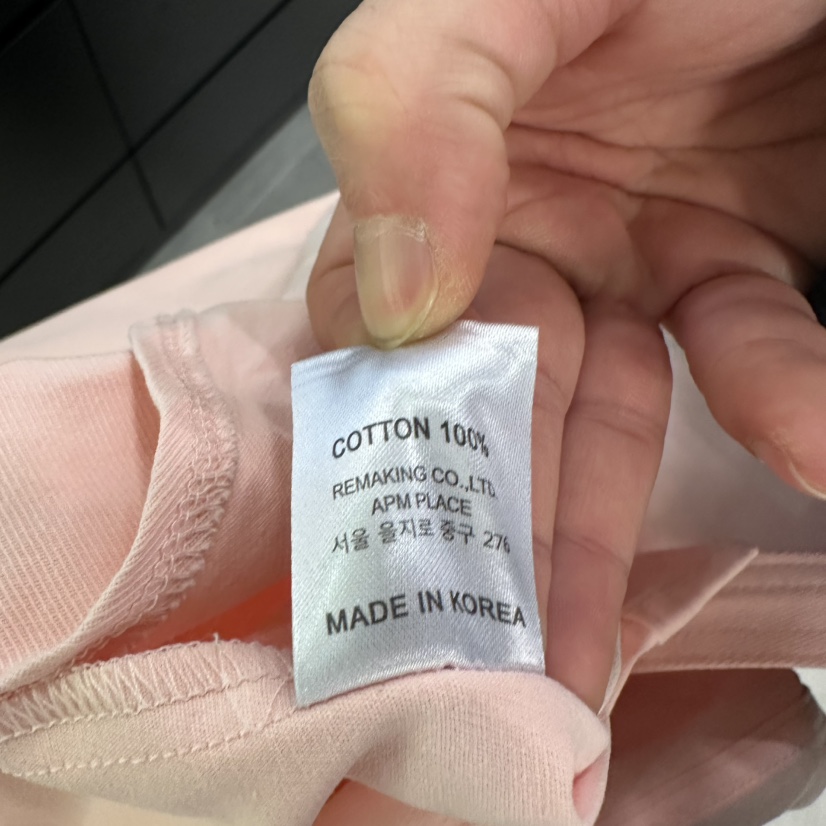 COTTON 100%
REMAKING CO.,LTD.
APM PLACE
서울 을지로 중구 276
MADE IN KOREA